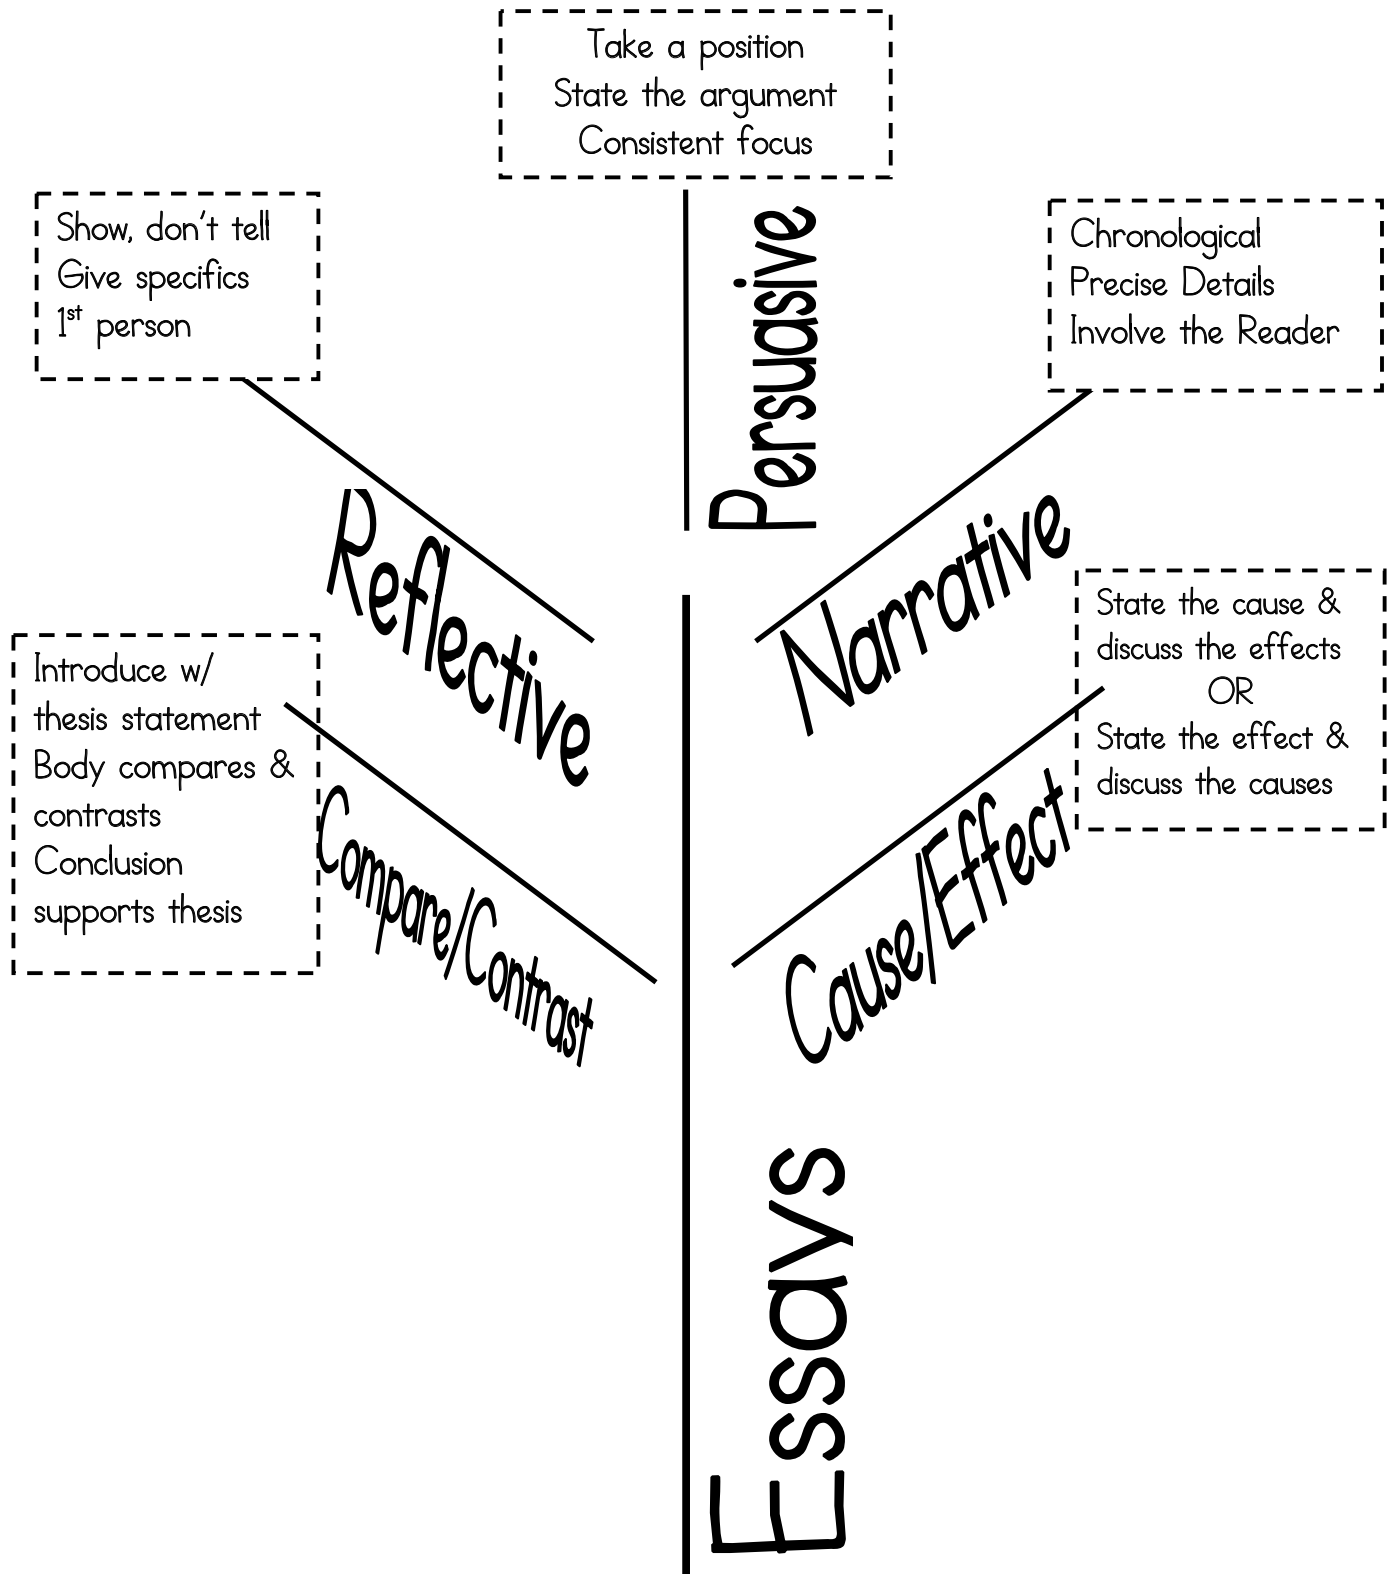 Take a position
State the argument
Consistent focus
Persuasive
Show, don't tell
Give specifics
1st person
Reflective
Chronological
Precise Details
Involve the Reader
Narrative
Introduce w/
thesis statement
Body compares &
contrasts
Conclusion
supports thesis
Compare/Contrast
State the cause &
discuss the effects
OR
State the effect &
discuss the causes
Cause/Effect
Essays